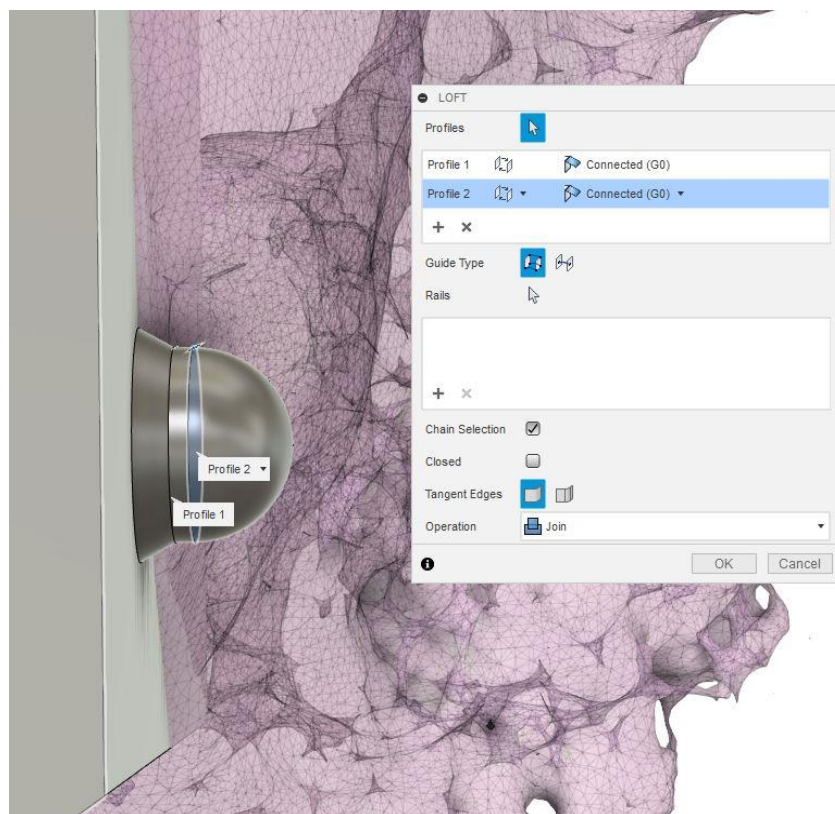 LOFT
Profiles
Profile 1 Connected (G0)
Profile 2 Connected (G0)
Guide Type
Rails
Chain Selection
Closed
Tangent Edges
Operation Join
OK Cancel
Profile 2
Profile 1